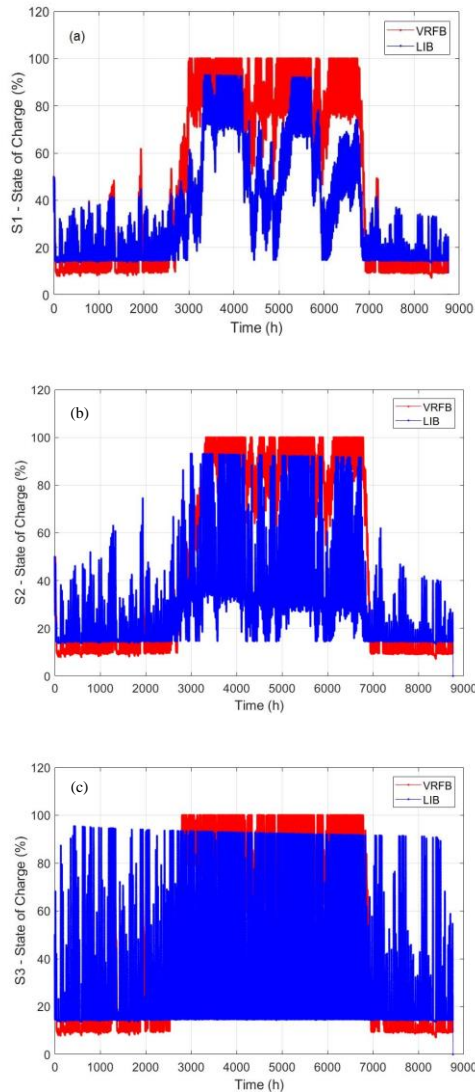 (a)
VRFB
LIB
S1 - State of Charge (%)
120
100
80
60
40
20
0
0 1000 2000 3000 4000 5000 6000 7000 8000 9000
Time (h)
(b)
VRFB
LIB
S2 - State of Charge (%)
120
100
80
60
40
20
0
0 1000 2000 3000 4000 5000 6000 7000 8000 9000
Time (h)
(c)
VRFB
LIB
S3 - State of Charge (%)
120
100
80
60
40
20
0
0 1000 2000 3000 4000 5000 6000 7000 8000 9000
Time (h)